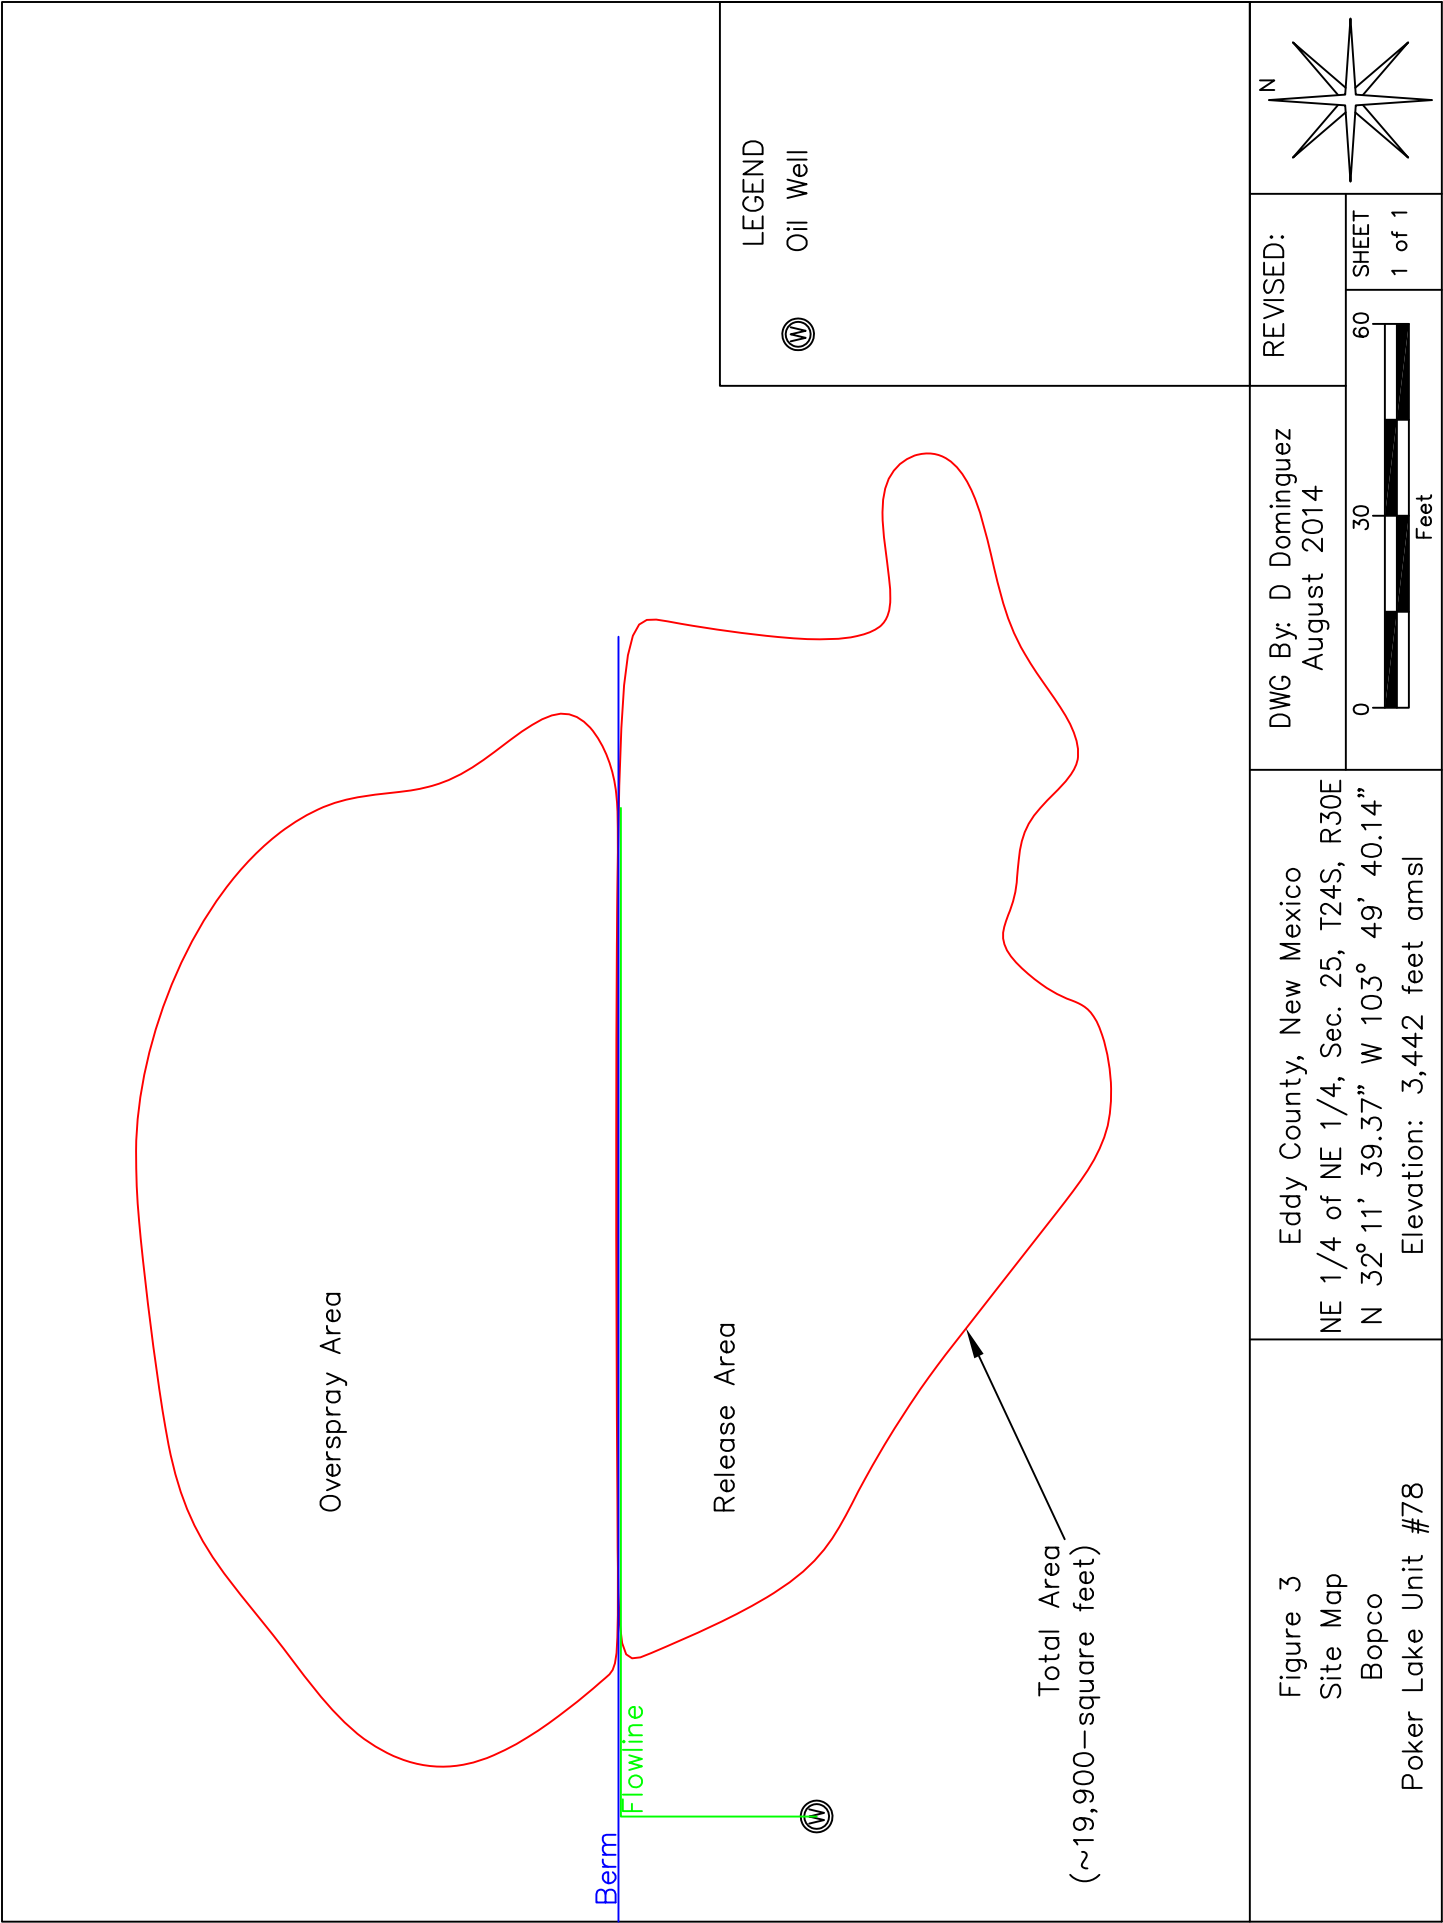 Overspray Area
Release Area
Berm
Flowline
W
Total Area
(~19,900-square feet)
LEGEND
W Oil Well
Figure 3
Site Map
Bopco
Poker Lake Unit #78
Eddy County, New Mexico
NE 1/4 of NE 1/4, Sec. 25, T24S, R30E
N 32° 11' 39.37" W 103° 49' 40.14"
Elevation: 3,442 feet amsl
DWG By: D Dominguez
August 2014
REVISED:
0 30 60
Feet
SHEET
1 of 1
N